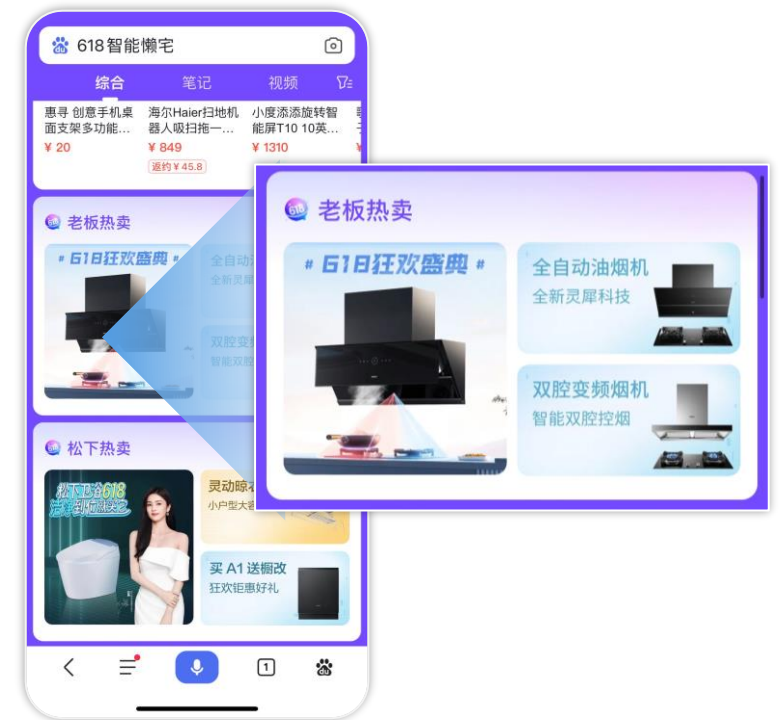 618智能懒宅
综合
笔记
视频
惠寻 创意手机桌
面支架多功能...
¥ 20
海尔Haier扫地机
器人吸扫拖一...
¥ 849
返约 ¥ 45.8
小度添添旋转智
能屏T10 10英...
¥ 1310
老板热卖
# 618狂欢盛典 #
全自动
全新灵犀
双腔变
智能双腔
松下热卖
灵动晾
小户型大
买 A1 送橱改
狂欢钜惠好礼
1
老板热卖
# 618狂欢盛典 #
全自动油烟机
全新灵犀科技
双腔变频烟机
智能双腔控烟